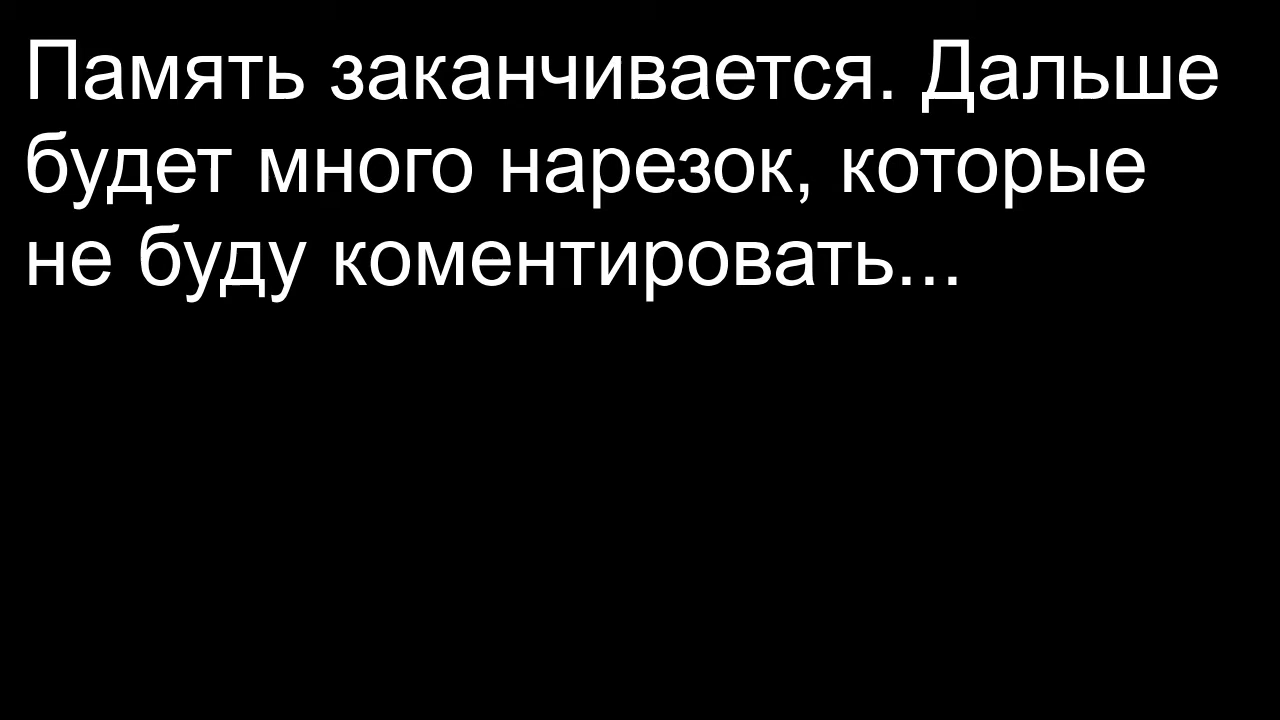 Память заканчивается. Дальше
будет много нарезок, которые
не буду коментировать...